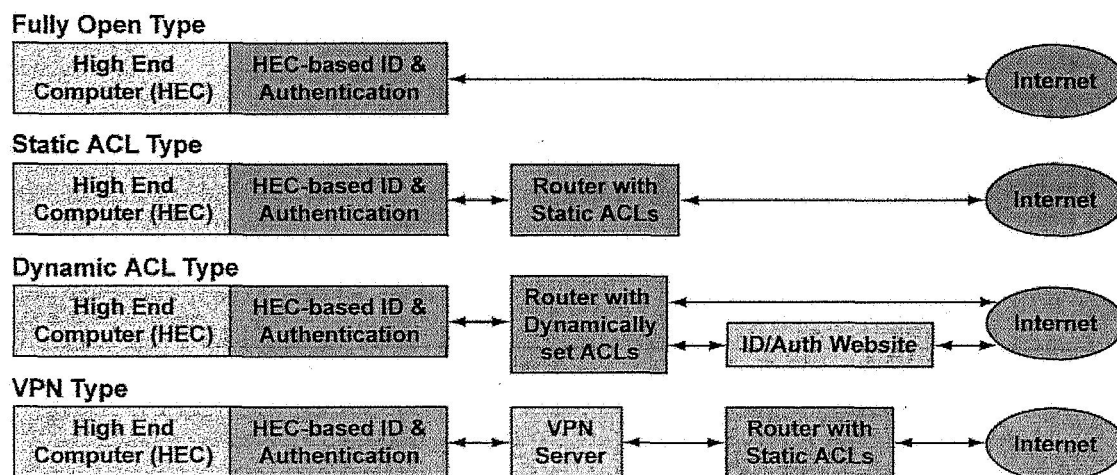 Fully Open Type
High End
Computer (HEC)
HEC-based ID &
Authentication
Internet
Static ACL Type
High End
Computer (HEC)
HEC-based ID &
Authentication
Router with
Static ACLs
Internet
Dynamic ACL Type
High End
Computer (HEC)
HEC-based ID &
Authentication
Router with
Dynamically
set ACLs
ID/Auth Website
Internet
VPN Type
High End
Computer (HEC)
HEC-based ID &
Authentication
VPN
Server
Router with
Static ACLs
Internet